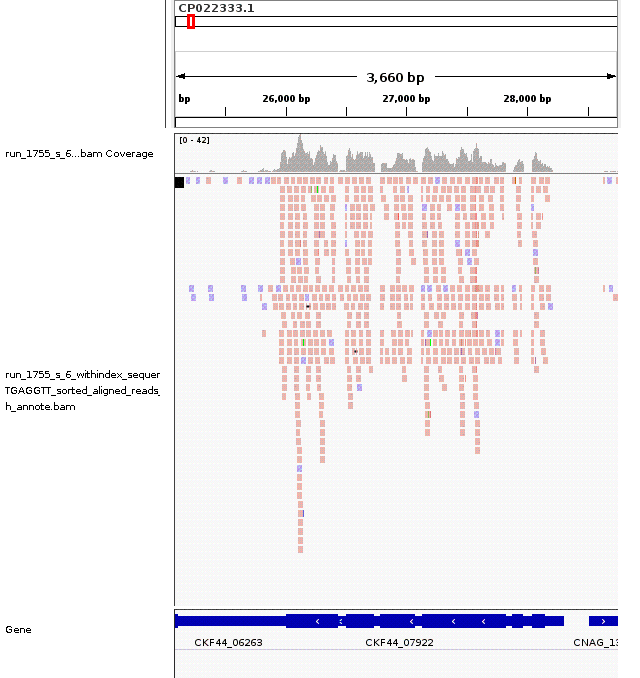 CP022333.1
3,660 bp
bp 26,000 bp 27,000 bp 28,000 bp
[0 - 42]
run_1755_s_6...bam Coverage
run_1755_s_6_withindex_sequer
TGAGGTT_sorted_aligned_reads_
h_annote.bam
Gene
CKF44_06263 CKF44_07922 CNAG_13